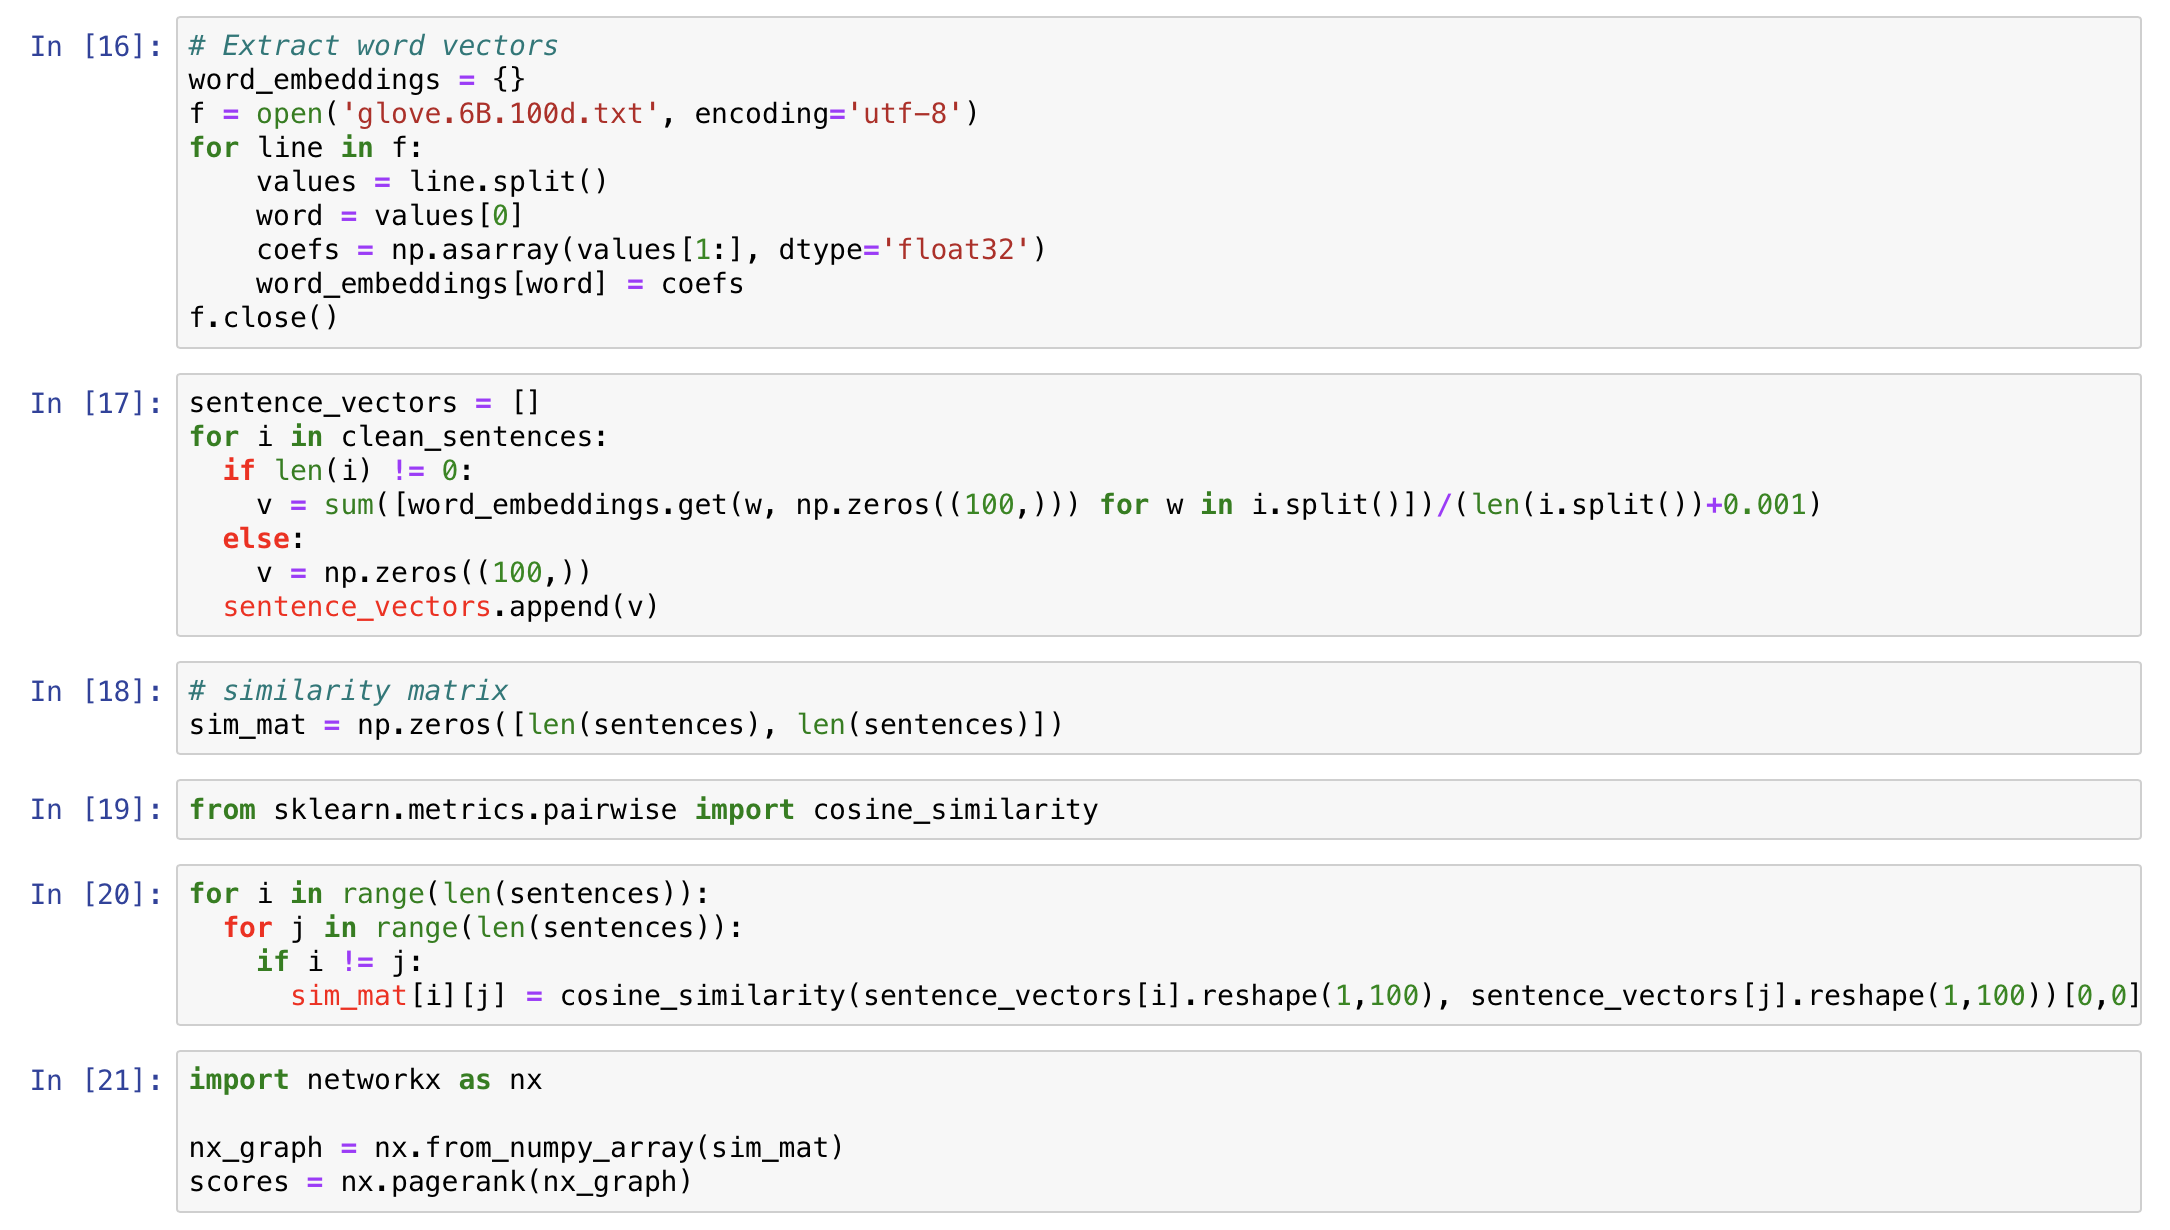 In [16]:
# Extract word vectors
word_embeddings = {}
f = open('glove.6B.100d.txt', encoding='utf-8')
for line in f:
    values = line.split()
    word = values[0]
    coefs = np.asarray(values[1:], dtype='float32')
    word_embeddings[word] = coefs
f.close()
In [17]:
sentence_vectors = []
for i in clean_sentences:
  if len(i) != 0:
    v = sum([word_embeddings.get(w, np.zeros((100,))) for w in i.split()])/(len(i.split())+0.001)
  else:
    v = np.zeros((100,))
  sentence_vectors.append(v)
In [18]:
# similarity matrix
sim_mat = np.zeros([len(sentences), len(sentences)])
In [19]:
from sklearn.metrics.pairwise import cosine_similarity
In [20]:
for i in range(len(sentences)):
  for j in range(len(sentences)):
    if i != j:
      sim_mat[i][j] = cosine_similarity(sentence_vectors[i].reshape(1,100), sentence_vectors[j].reshape(1,100))[0,0]
In [21]:
import networkx as nx

nx_graph = nx.from_numpy_array(sim_mat)
scores = nx.pagerank(nx_graph)